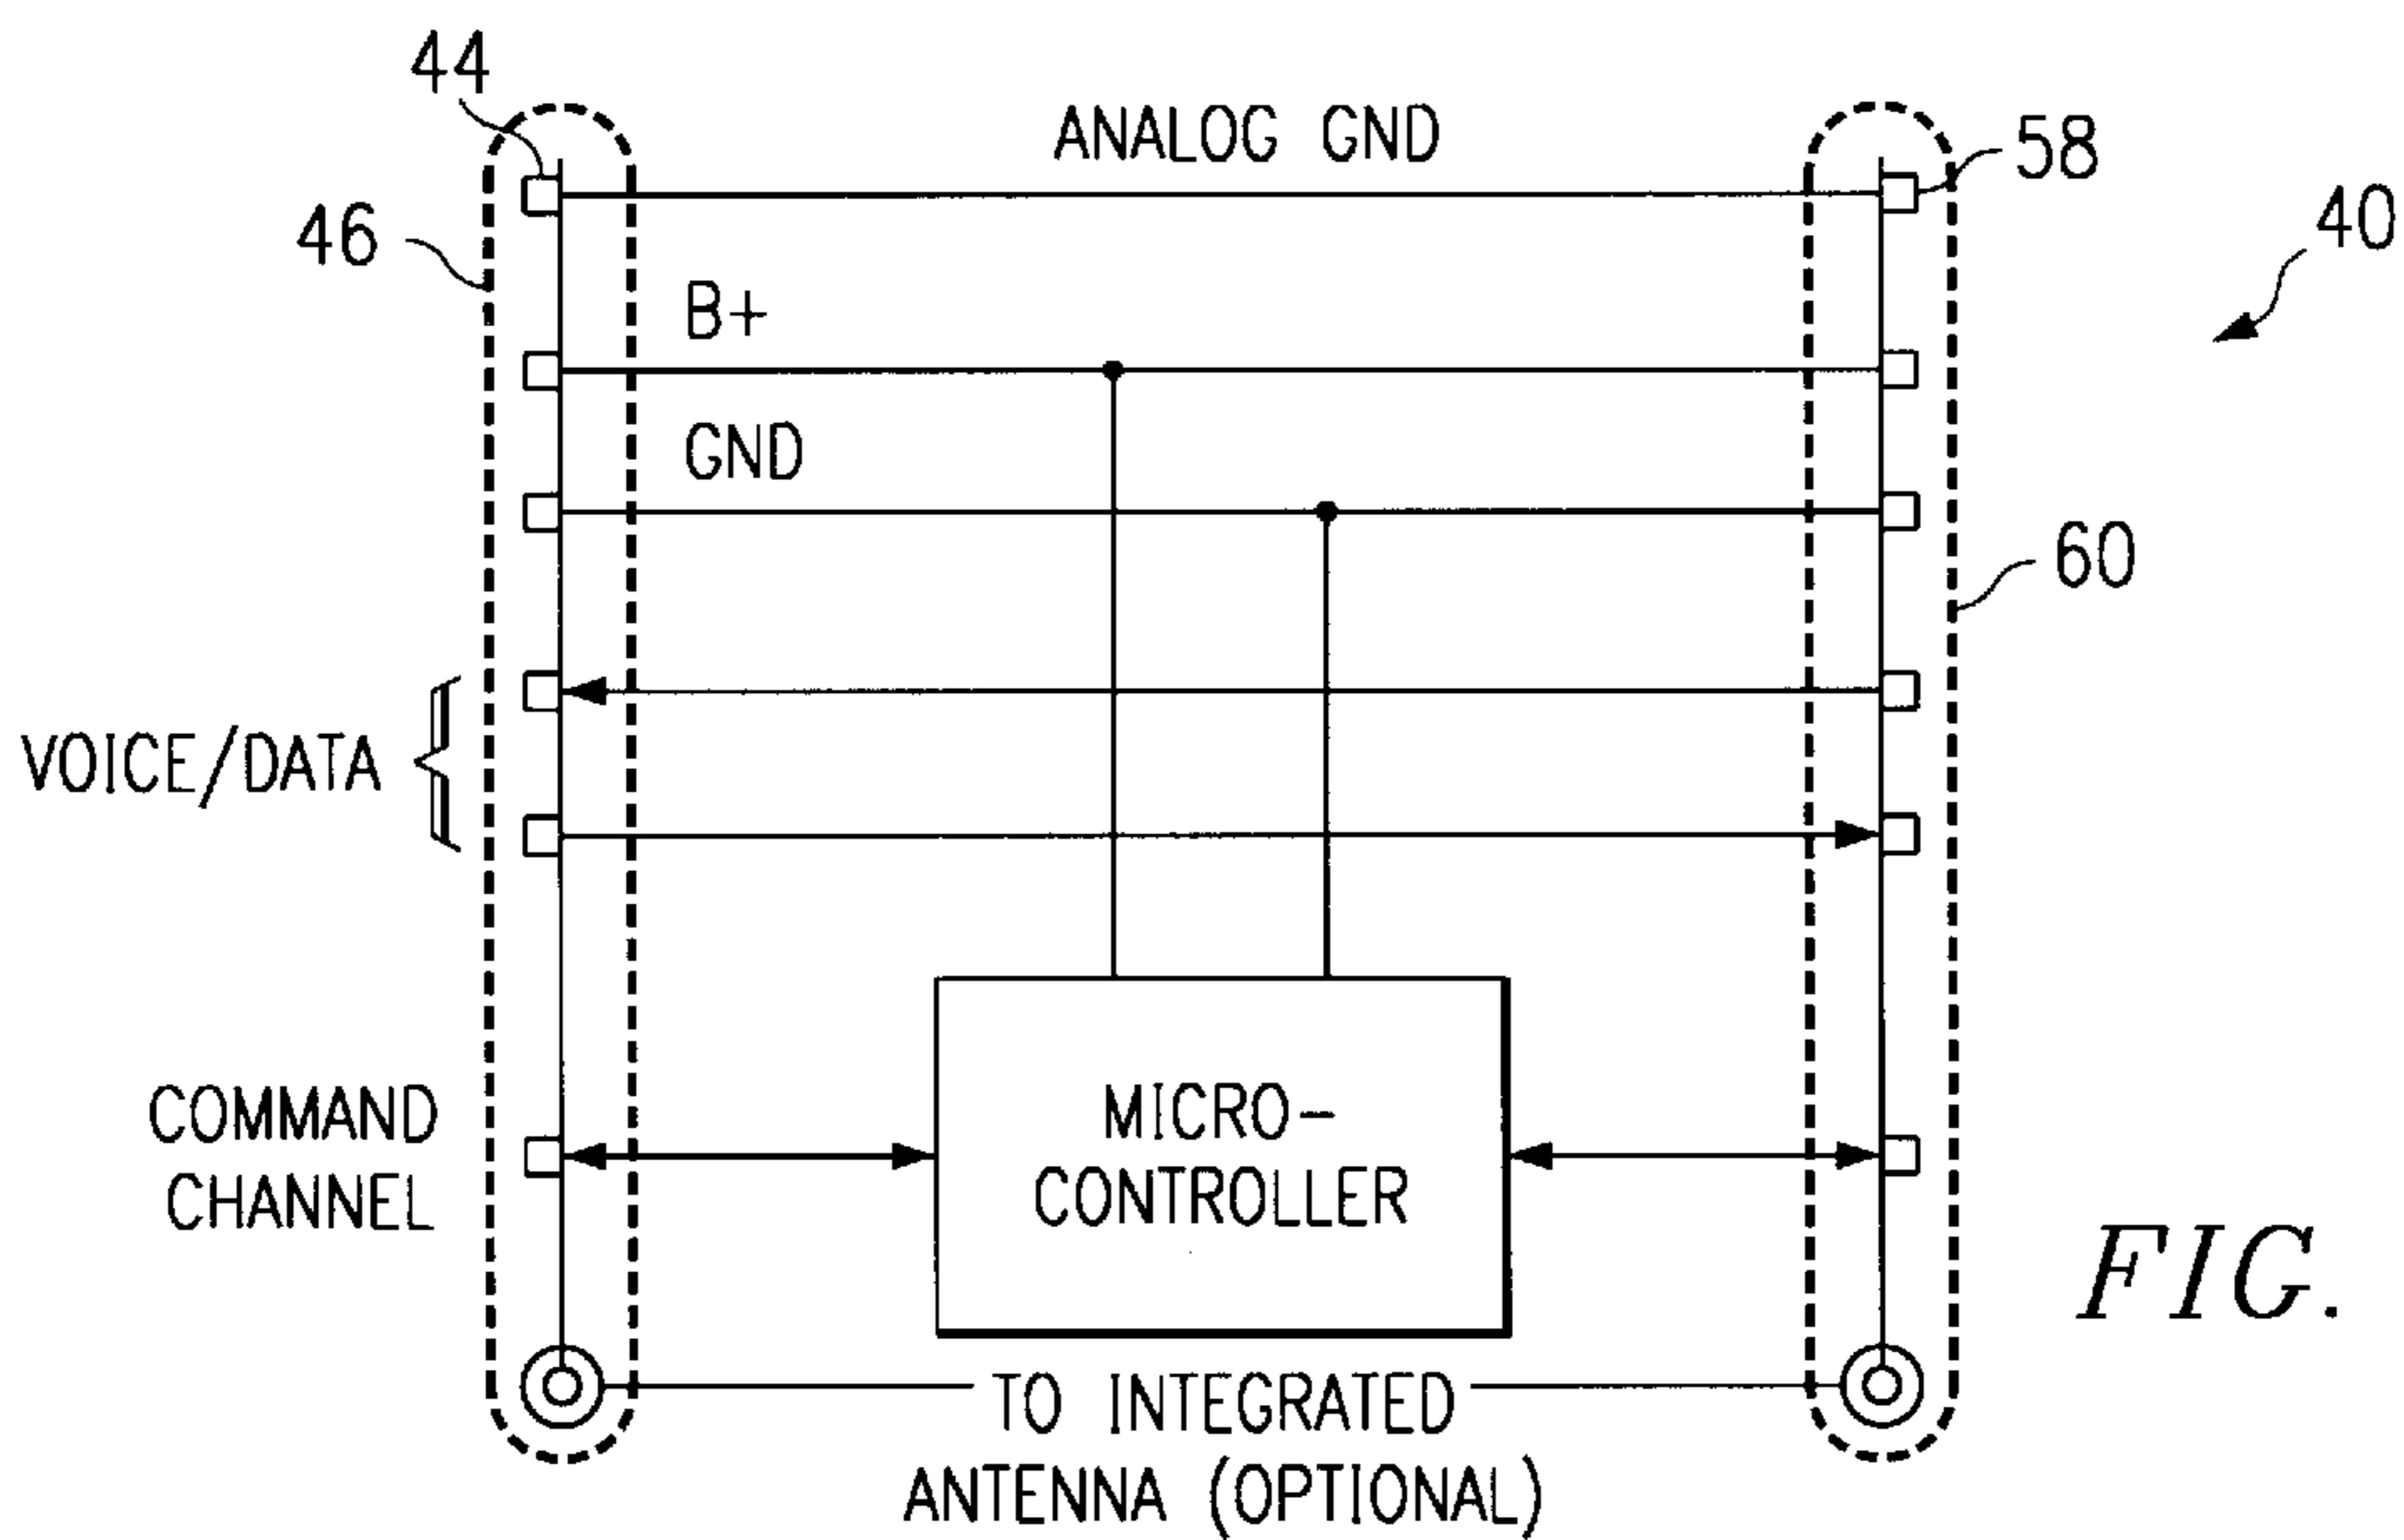 44
ANALOG GND
58
46
40
B+
GND
60
VOICE/DATA
COMMAND
CHANNEL
MICRO-
CONTROLLER
FIG.
TO INTEGRATED
ANTENNA (OPTIONAL)